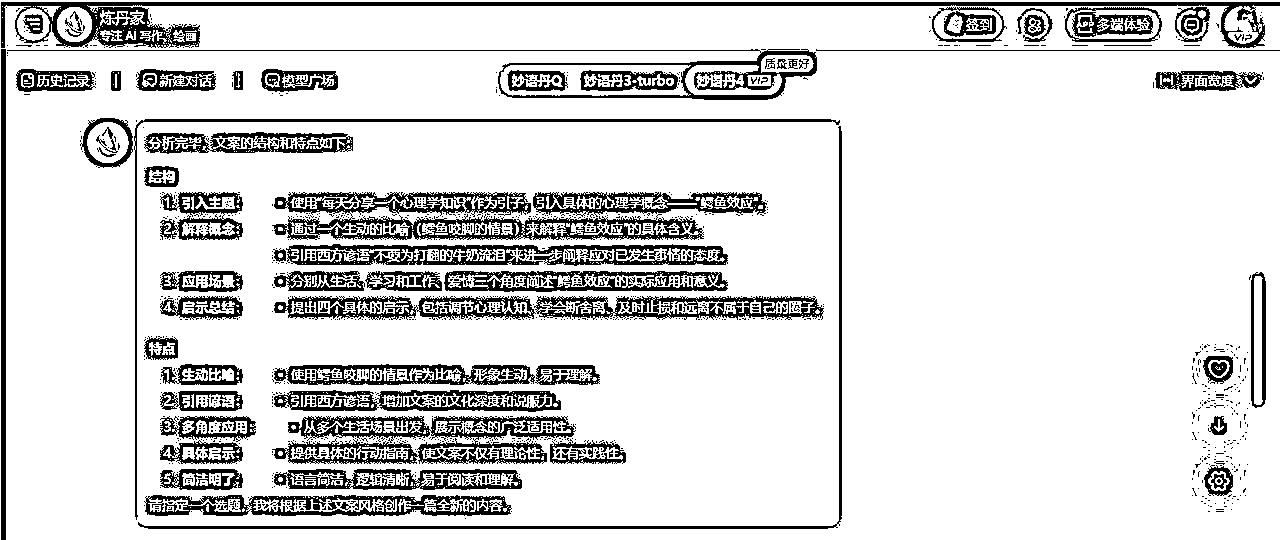 炼丹家
专注 AI 写作、绘画
签到
多端体验
VIP
历史记录 | 新建对话 | 模型广场
妙语丹Q 妙语丹3-turbo 妙语丹4 VIP
质量更好
界面宽度
分析完毕，文案的结构和特点如下：
结构
1. 引入主题： 使用“每天分享一个心理学知识”作为引子，引入具体的心理学概念——“鳄鱼效应”。
2. 解释概念： 通过一个生动的比喻（鳄鱼咬脚的情景）来解释“鳄鱼效应”的具体含义。
引用西方谚语“不要为打翻的牛奶流泪”来进一步阐释应对已发生事情的态度。
3. 应用场景： 分别从生活、学习和工作、爱情三个角度阐述“鳄鱼效应”的实际应用和意义。
4. 启示总结： 提出四个具体的启示，包括调节心理认知、学会断舍离、及时止损和远离不属于自己的圈子。
特点
1. 生动比喻： 使用鳄鱼咬脚的情景作为比喻，形象生动，易于理解。
2. 引用谚语： 引用西方谚语，增加文案的文化深度和说服力。
3. 多角度应用： 从多个生活场景出发，展示概念的广泛适用性。
4. 具体启示： 提供具体的行动指南，使文案不仅有理论性，还有实践性。
5. 简洁明了： 语言简洁，逻辑清晰，易于阅读和理解。
请指定一个选题，我将根据上述文案风格创作一篇全新的内容。